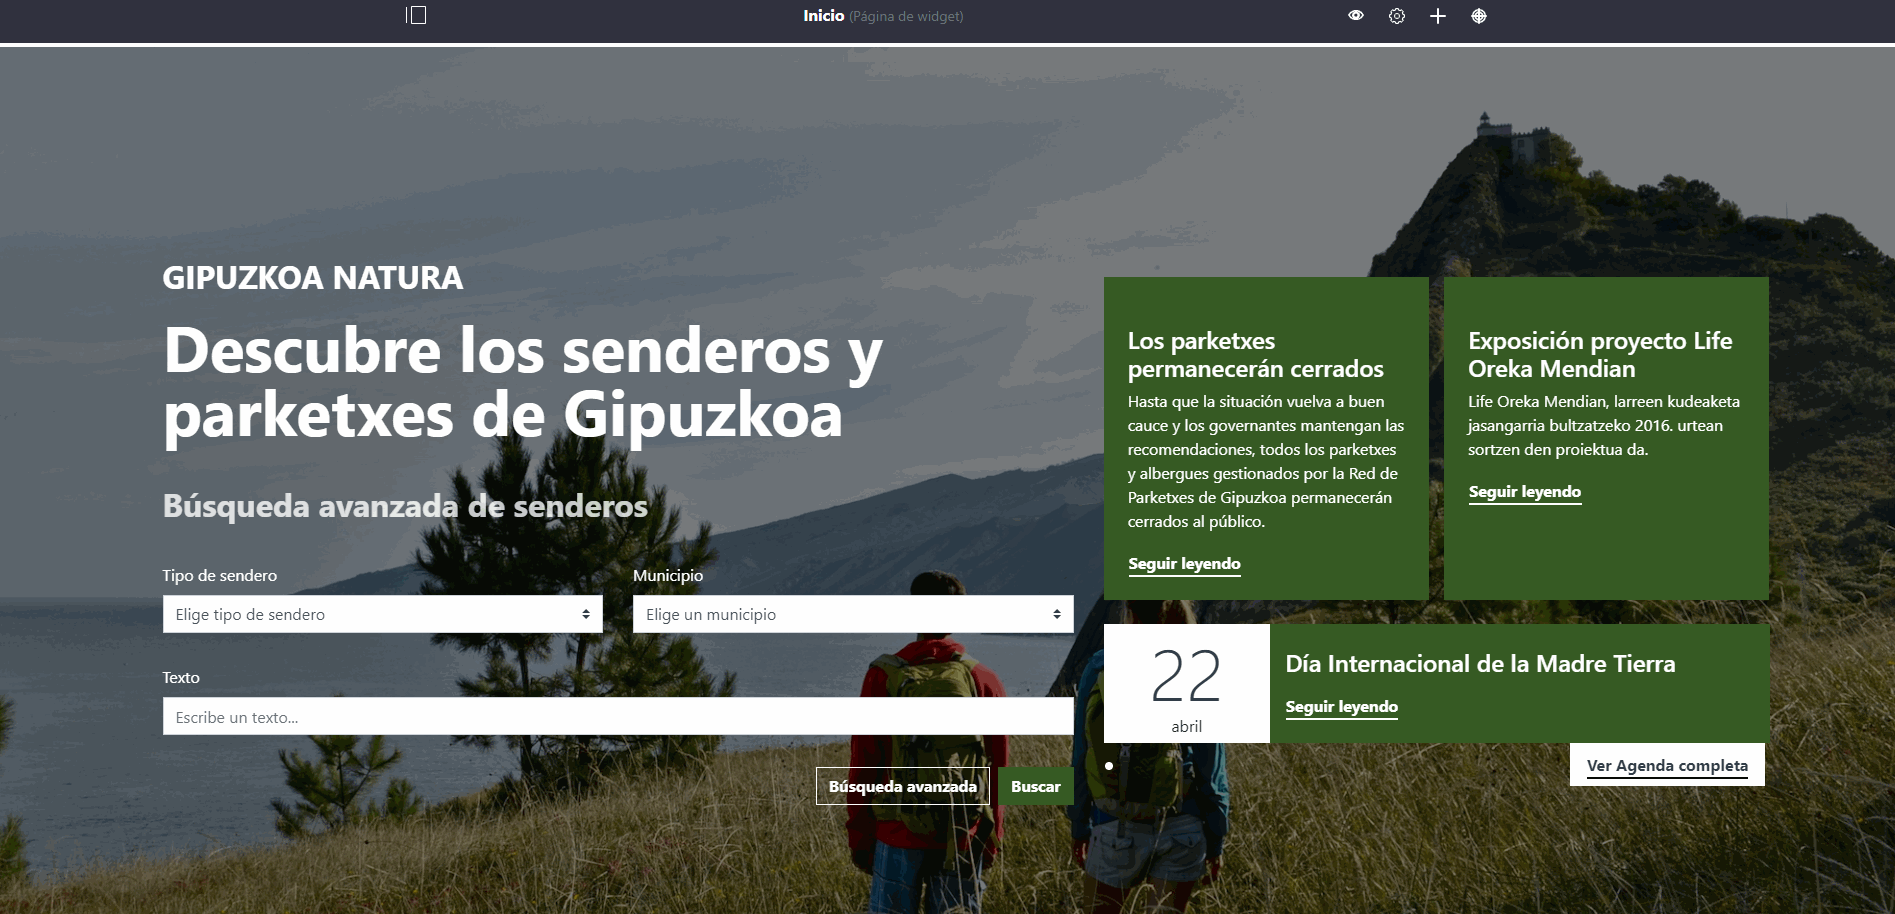 Inicio (Página de widget)
GIPUZKOA NATURA
Descubre los senderos y
parketxes de Gipuzkoa
Búsqueda avanzada de senderos
Tipo de sendero
Elige tipo de sendero
Municipio
Elige un municipio
Texto
Escribe un texto...
Búsqueda avanzada
Buscar
Los parketxes
permanecerán cerrados
Hasta que la situación vuelva a buen
cauce y los governantes mantengan las
recomendaciones, todos los parketxes
y albergues gestionados por la Red de
Parketxes de Gipuzkoa permanecerán
cerrados al público.
Seguir leyendo
Exposición proyecto Life
Oreka Mendian
Life Oreka Mendian, larreen kudeaketa
jasangarria bultzatzeko 2016. urtean
sortzen den proiektua da.
Seguir leyendo
22
abril
Día Internacional de la Madre Tierra
Seguir leyendo
Ver Agenda completa